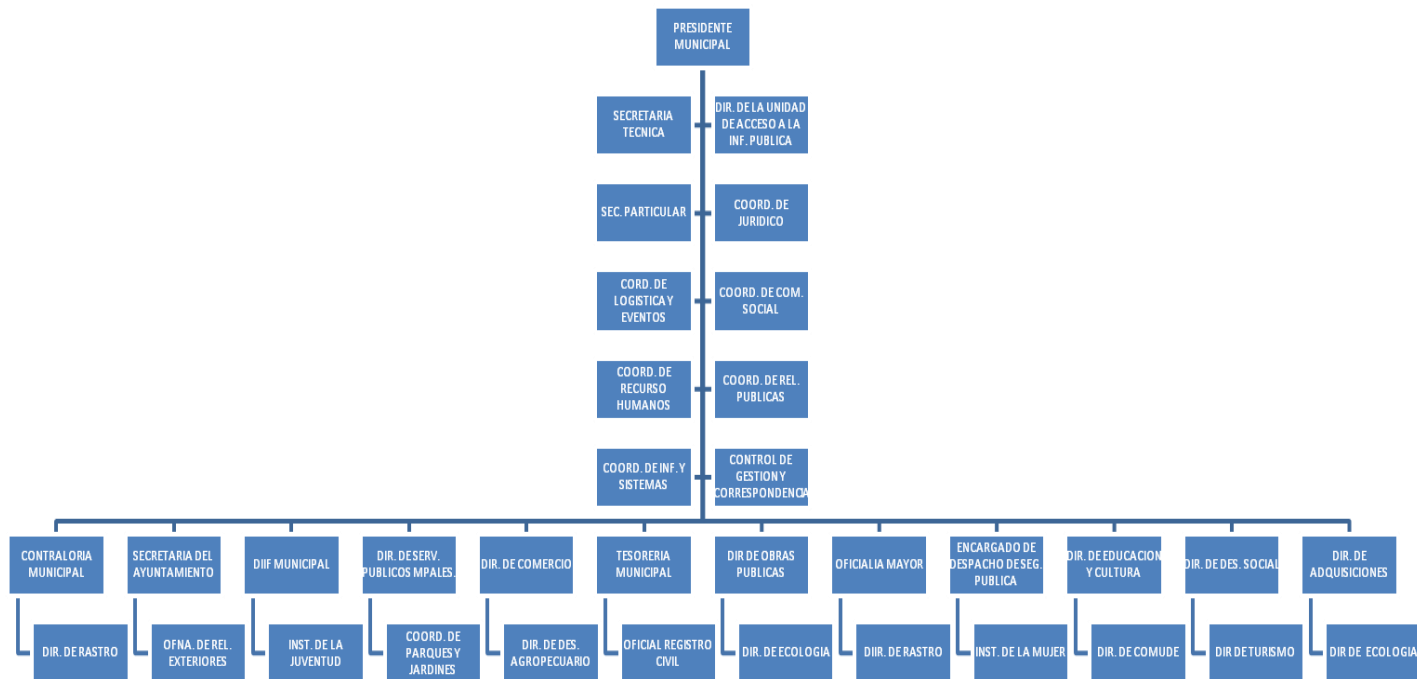 PRESIDENTE
MUNICIPAL
SECRETARIA
TECNICA
DIR. DE LA UNIDAD
DE ACCESO A LA
INF. PUBLICA
SEC. PARTICULAR
COORD. DE
JURIDICO
CORD. DE
LOGISTICA Y
EVENTOS
COORD. DE COM.
SOCIAL
COORD. DE
RECURSO
HUMANOS
COORD. DE REL.
PUBLICAS
COORD. DE INF. Y
SISTEMAS
CONTROL DE
GESTION Y
CORRESPONDENCIA
CONTRALORIA
MUNICIPAL
SECRETARIA DEL
AYUNTAMIENTO
DIIF MUNICIPAL
DIR. DE SERV.
PUBLICOS MPALES.
DIR. DE COMERCIO
TESORERIA
MUNICIPAL
DIR DE OBRAS
PUBLICAS
OFICIALIA MAYOR
ENCARGADO DE
DESPACHO DE SEG.
PUBLICA
DIR. DE EDUCACION
Y CULTURA
DIR. DE DES. SOCIAL
DIR. DE
ADQUISICIONES
DIR. DE RASTRO
OFNA. DE REL.
EXTERIORES
INST. DE LA
JUVENTUD
COORD. DE
PARQUES Y
JARDINES
DIR. DE DES.
AGROPECUARIO
OFICIAL REGISTRO
CIVIL
DIR. DE ECOLOGIA
DIIR. DE RASTRO
INST. DE LA MUJER
DIR. DE COMUDE
DIR DE TURISMO
DIR DE ECOLOGIA